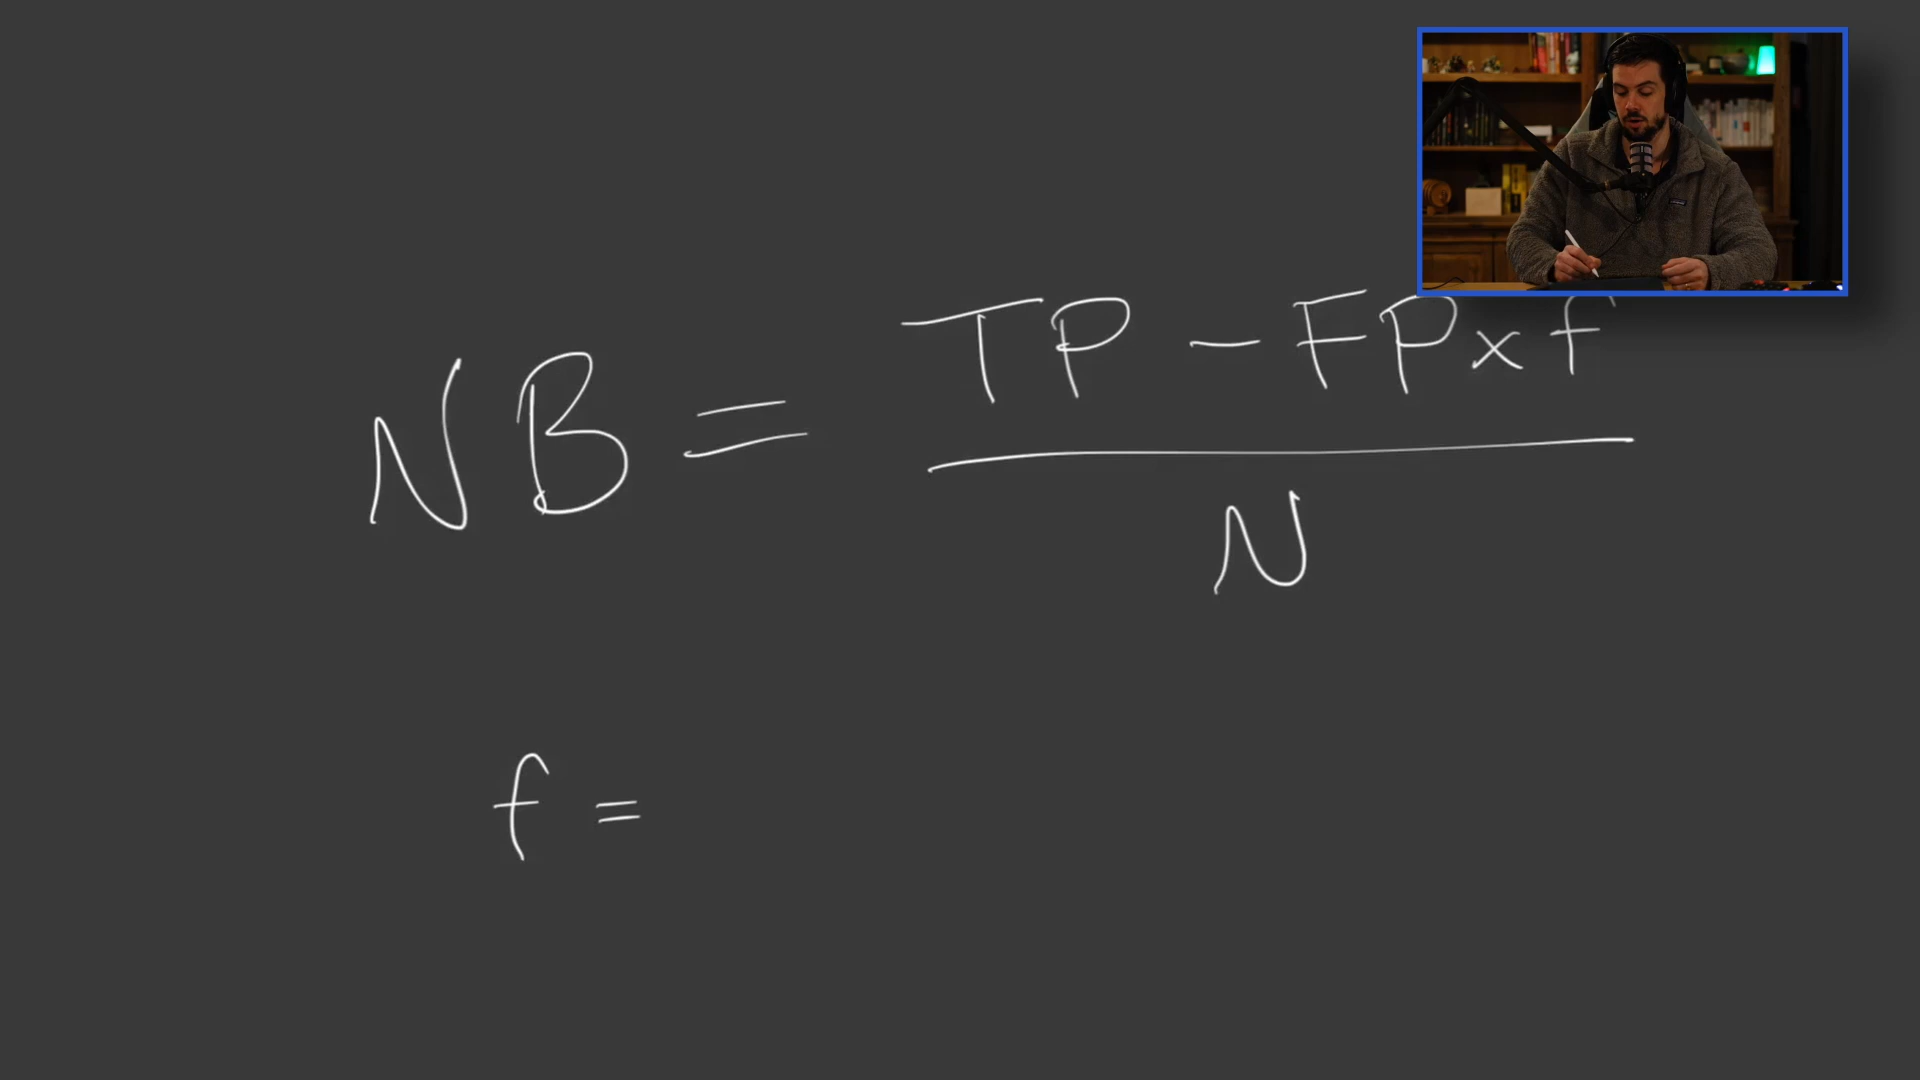 NB = TP - FP x f
N
f =